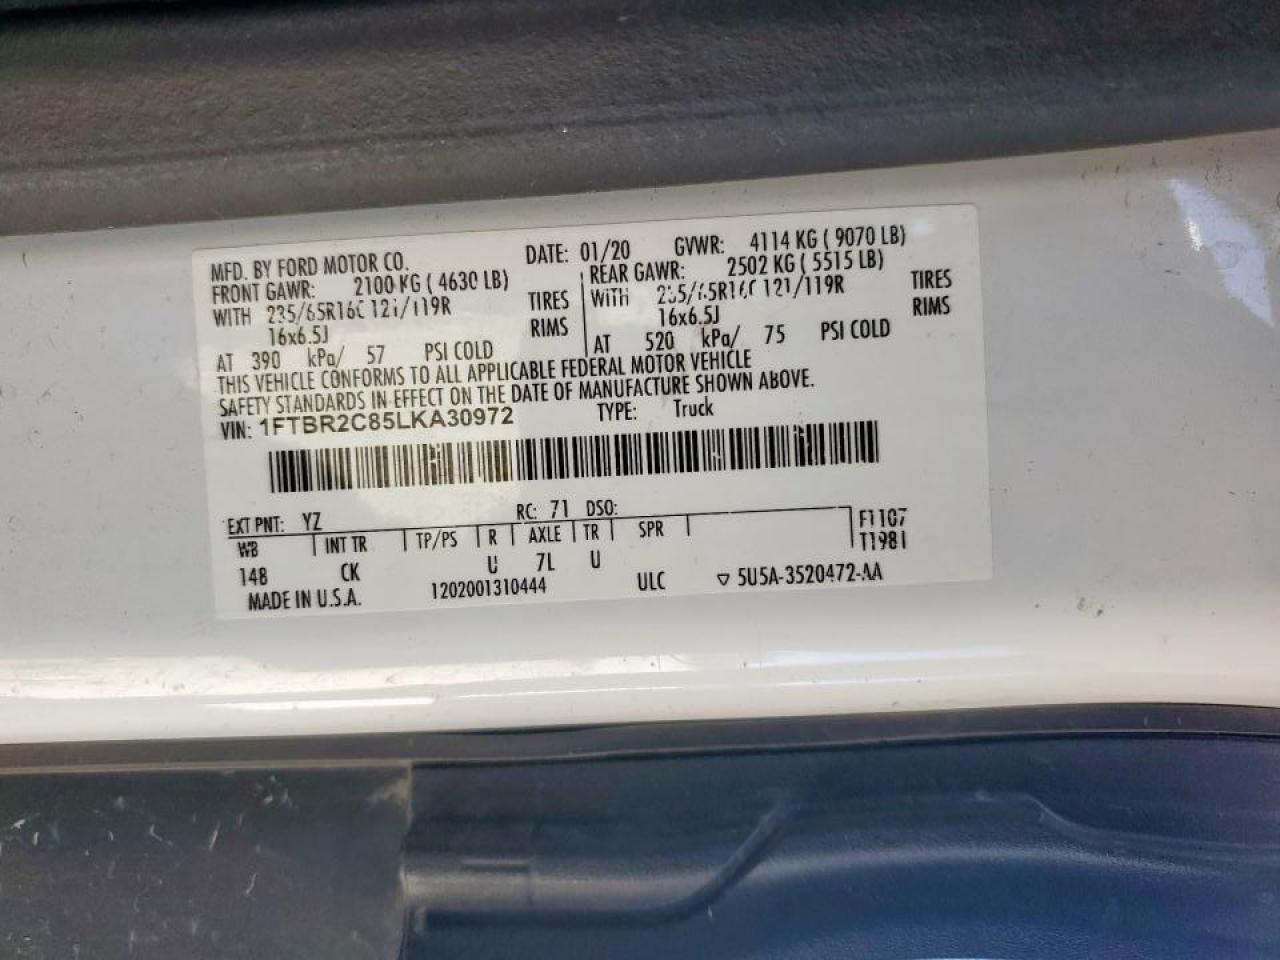 MFD. BY FORD MOTOR CO. DATE: 01/20 GVWR: 4114 KG ( 9070 LB)
FRONT GAWR: 2100 KG ( 4630 LB) REAR GAWR: 2502 KG ( 5515 LB)
WITH 235/65R16C 121/119R TIRES WITH 235/65R16C 121/119R TIRES
16x6.5J RIMS 16x6.5J RIMS
AT 390 kPa/ 57 PSI COLD AT 520 kPa/ 75 PSI COLD
THIS VEHICLE CONFORMS TO ALL APPLICABLE FEDERAL MOTOR VEHICLE
SAFETY STANDARDS IN EFFECT ON THE DATE OF MANUFACTURE SHOWN ABOVE.
VIN: 1FTBR2C85LKA30972 TYPE: Truck
EXT PNT: YZ RC: 71 DSO:
WB INT TR TP/PS R AXLE TR SPR F1107
T1981
148 CK U 7L U
MADE IN U.S.A. 1202001310444 ULC ▽ 5U5A-3520472-AA